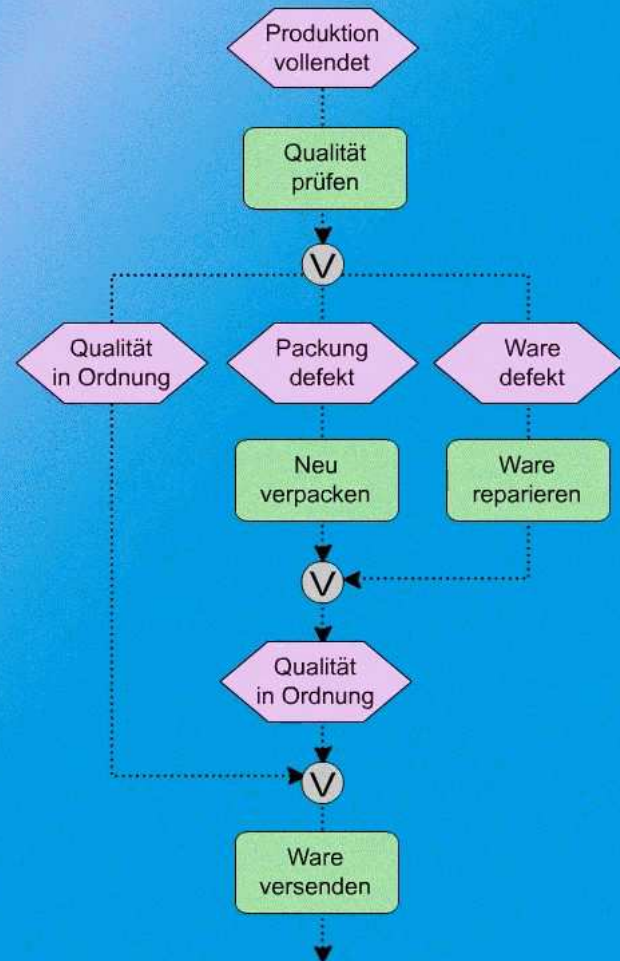 Produktion
vollendet
Qualität
prüfen
V
Qualität
in Ordnung
Packung
defekt
Ware
defekt
Neu
verpacken
Ware
reparieren
V
Qualität
in Ordnung
V
Ware
versenden